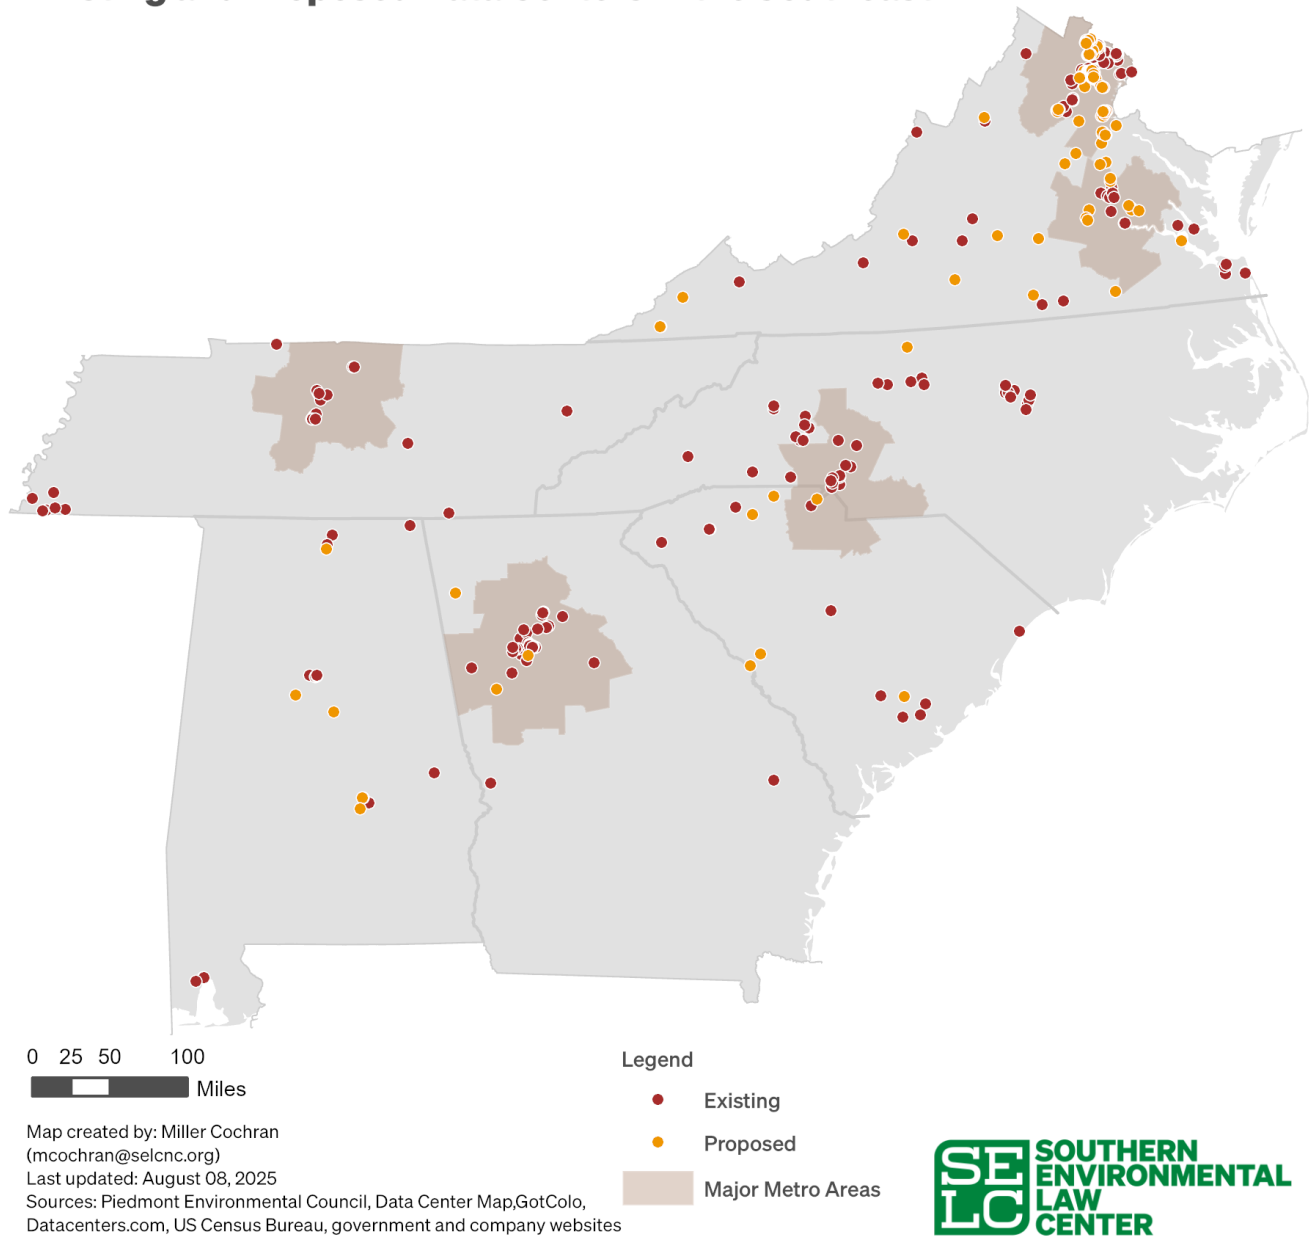 0 25 50 100
Miles
Map created by: Miller Cochran
(mcochran@selcnc.org)
Last updated: August 08, 2025
Sources: Piedmont Environmental Council, Data Center Map,GotColo,
Datacenters.com, US Census Bureau, government and company websites
Legend
Existing
Proposed
Major Metro Areas
SE
LC
SOUTHERN
ENVIRONMENTAL
LAW
CENTER